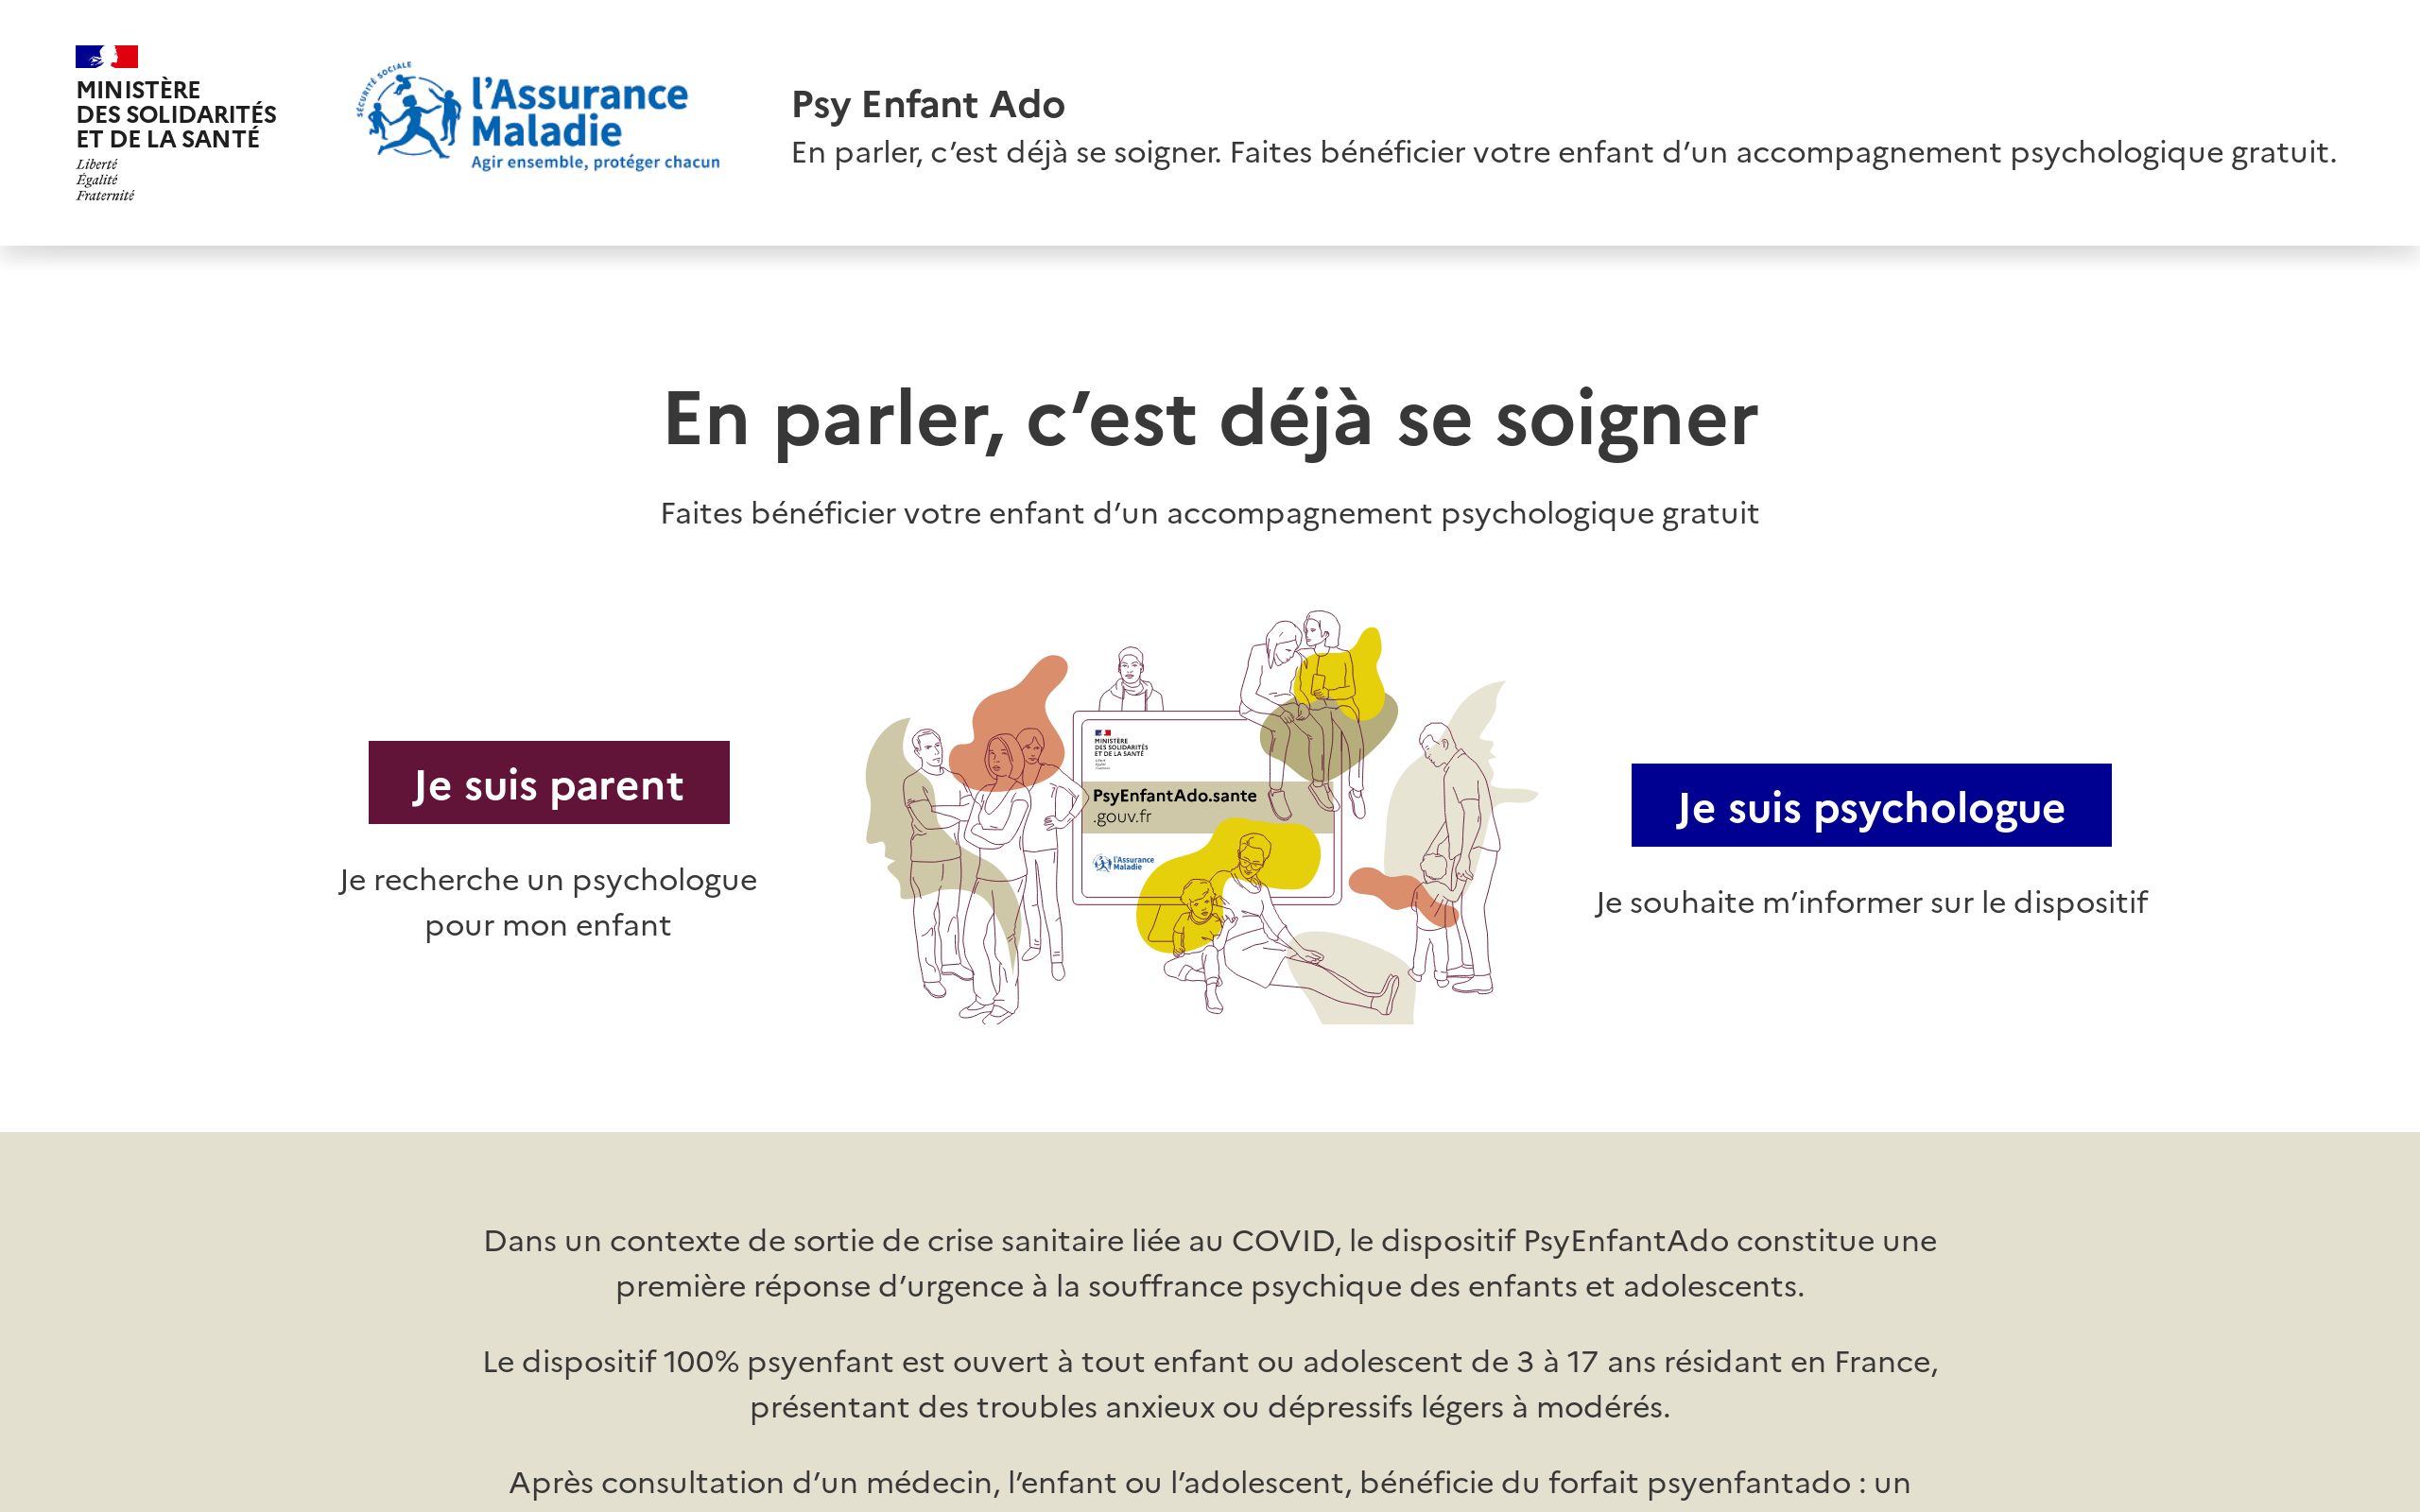 MINISTÈRE
DES SOLIDARITÉS
ET DE LA SANTÉ
Liberté
Égalité
Fraternité
SÉCURITÉ SOCIALE
l'Assurance
Maladie
Agir ensemble, protéger chacun
Psy Enfant Ado
En parler, c'est déjà se soigner. Faites bénéficier votre enfant d'un accompagnement psychologique gratuit.
En parler, c'est déjà se soigner
Faites bénéficier votre enfant d'un accompagnement psychologique gratuit
Je suis parent
Je recherche un psychologue
pour mon enfant
MINISTÈRE
DES SOLIDARITÉS
ET DE LA SANTÉ
PsyEnfantAdo.sante
.gouv.fr
l'Assurance
Maladie
Je suis psychologue
Je souhaite m'informer sur le dispositif
Dans un contexte de sortie de crise sanitaire liée au COVID, le dispositif PsyEnfantAdo constitue une
première réponse d'urgence à la souffrance psychique des enfants et adolescents.
Le dispositif 100% psyenfant est ouvert à tout enfant ou adolescent de 3 à 17 ans résidant en France,
présentant des troubles anxieux ou dépressifs légers à modérés.
Après consultation d'un médecin, l'enfant ou l'adolescent, bénéficie du forfait psyenfantado : un